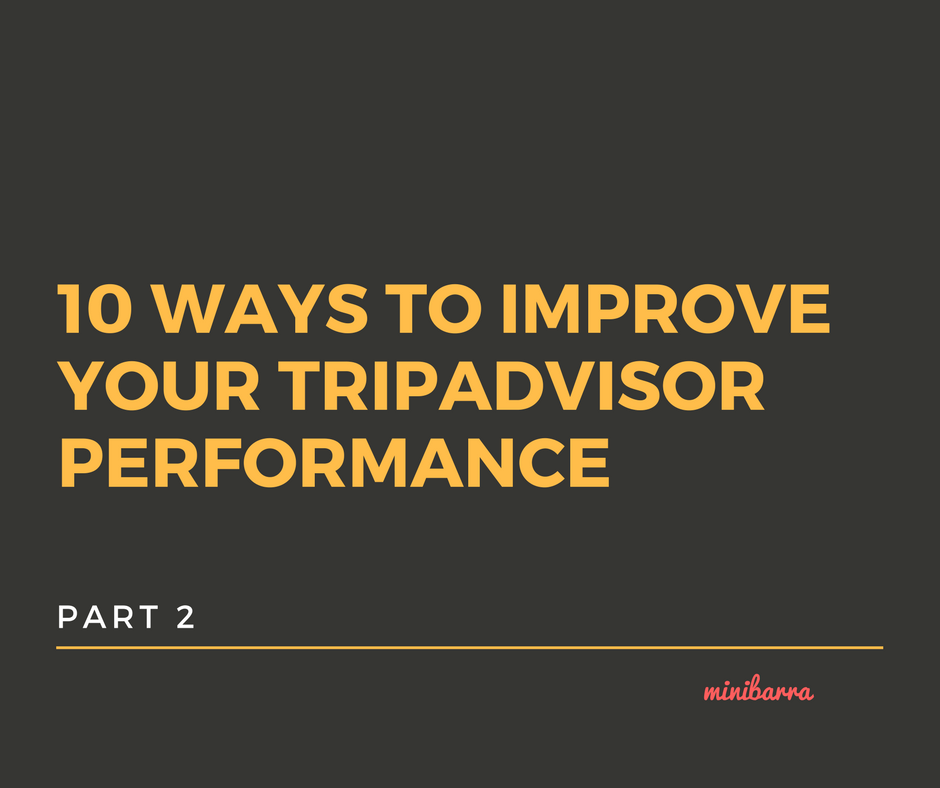 10 WAYS TO IMPROVE
YOUR TRIPADVISOR
PERFORMANCE
PART 2
minibarra